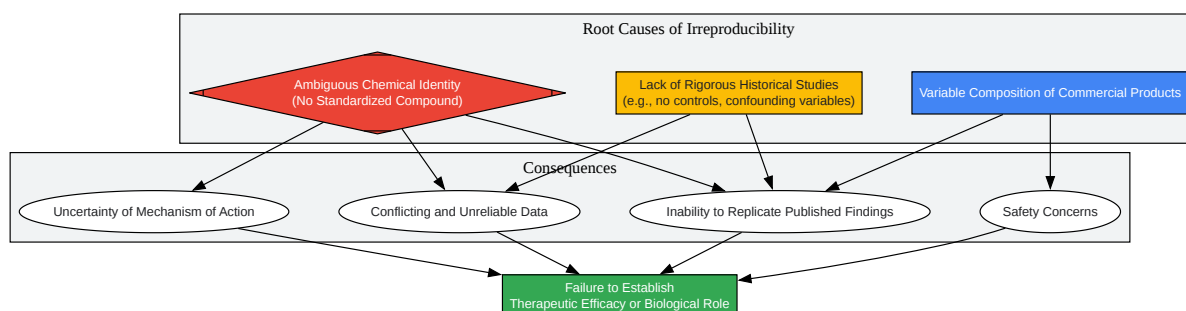 Root Causes of Irreproducibility
Ambiguous Chemical Identity
(No Standardized Compound)
Lack of Rigorous Historical Studies
(e.g., no controls, confounding variables)
Variable Composition of Commercial Products
Consequences
Uncertainty of Mechanism of Action
Conflicting and Unreliable Data
Inability to Replicate Published Findings
Safety Concerns
Failure to Establish
Therapeutic Efficacy or Biological Role